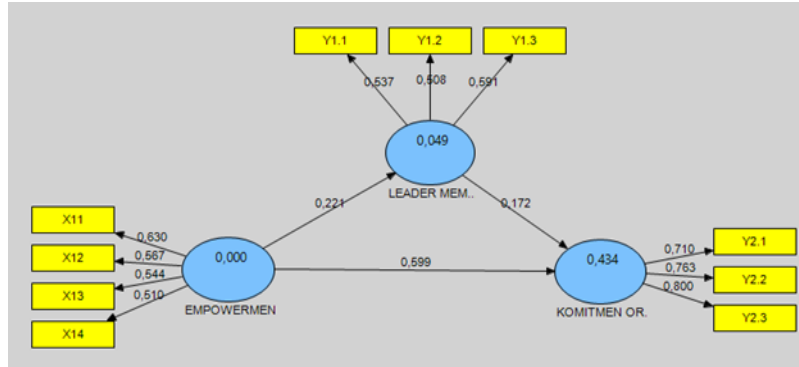 Y1.1 Y1.2 Y1.3
0,537 0,508 0,591
0,049
LEADER MEM..
0,221 0,172
X11
0,630
X12
0,567
X13
0,544
X14
0,510
0,000
EMPOWERMEN
0,599
0,434
KOMITMEN OR.
0,710
Y2.1
0,763
Y2.2
0,800
Y2.3